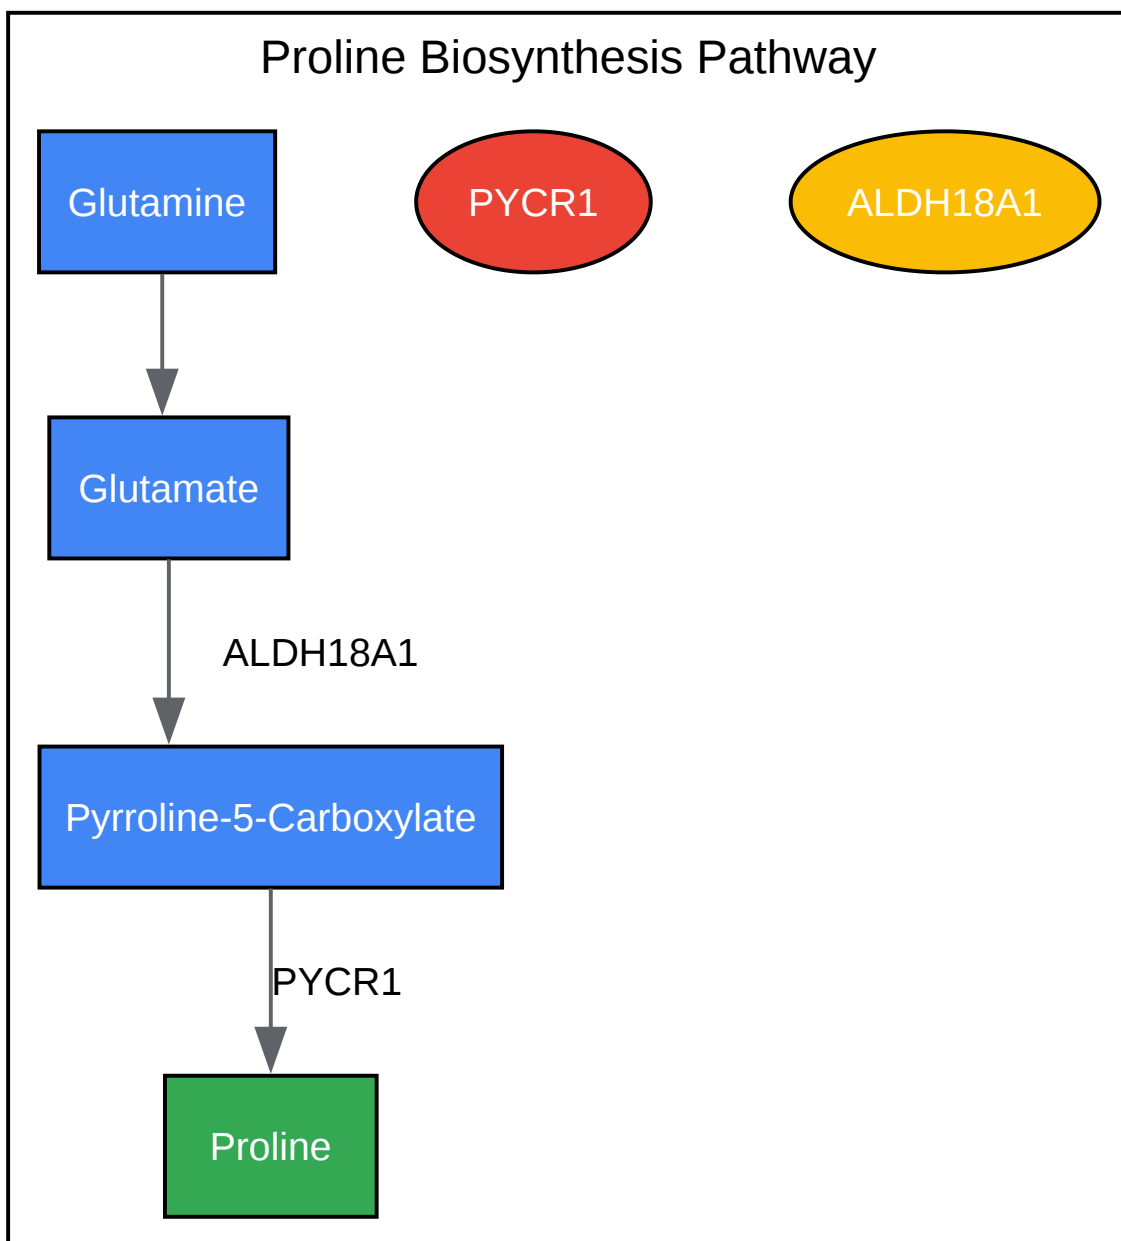 Proline Biosynthesis Pathway
Glutamine
PYCR1
ALDH18A1
Glutamate
ALDH18A1
Pyrroline-5-Carboxylate
PYCR1
Proline